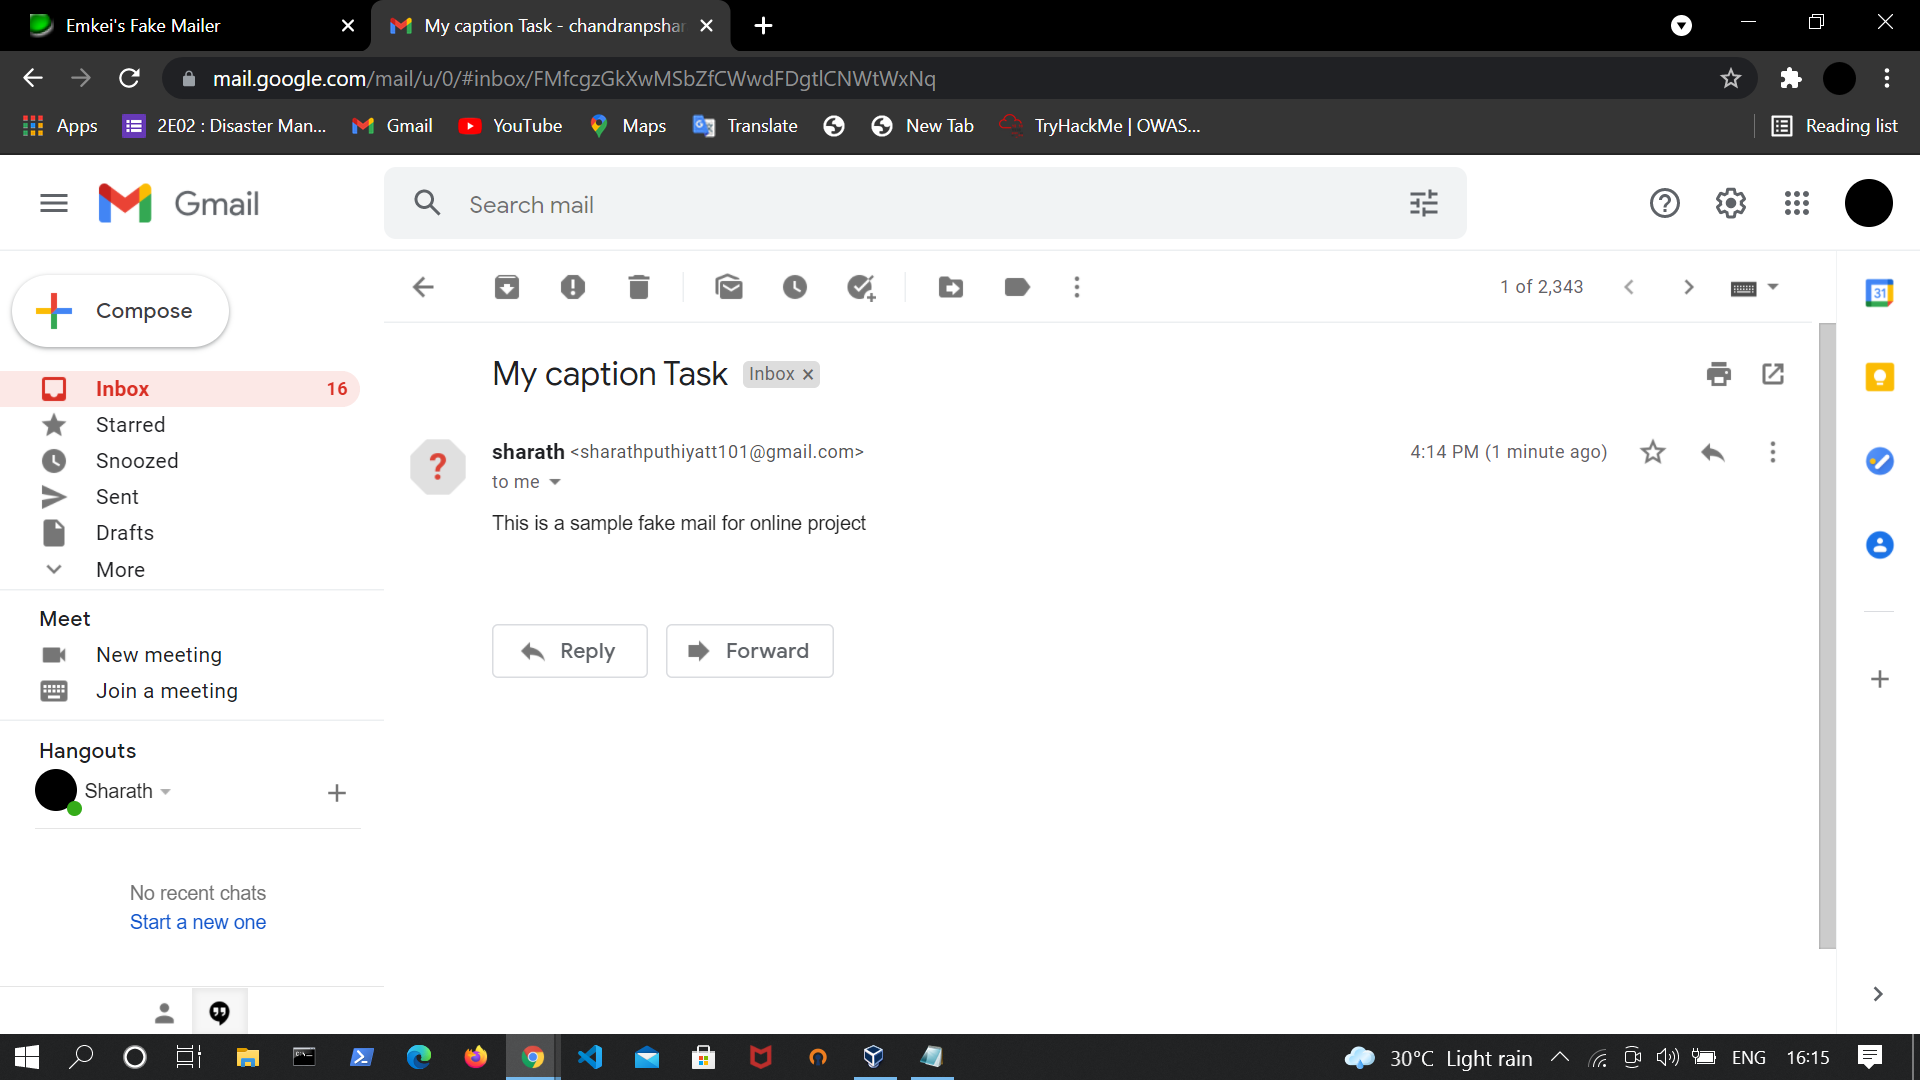 Emkei's Fake Mailer
My caption Task - chandranpshar
mail.google.com/mail/u/0/#inbox/FMfcgzGkXwMSbZfCWwdFDgtlCNWtWxNq
Apps
2E02 : Disaster Man...
Gmail
YouTube
Maps
Translate
New Tab
TryHackMe | OWAS...
Reading list
Gmail
Search mail
Compose
1 of 2,343
31
Inbox 16
Starred
Snoozed
Sent
Drafts
More
My caption Task
Inbox ×
sharath <sharathputhiyatt101@gmail.com>
4:14 PM (1 minute ago)
to me
This is a sample fake mail for online project
Reply
Forward
Meet
New meeting
Join a meeting
Hangouts
Sharath
No recent chats
Start a new one
30°C Light rain
ENG
16:15